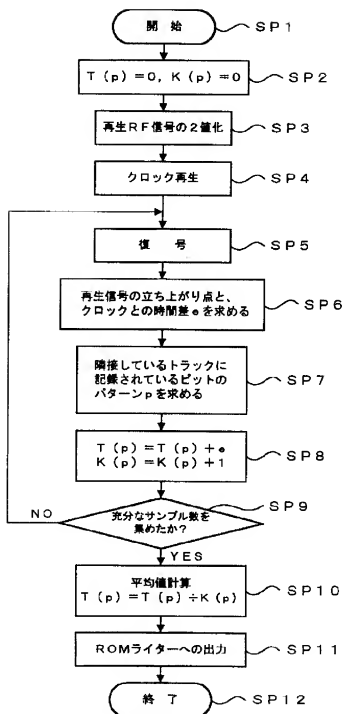 開始
SP1
T(p)=0, K(p)=0
SP2
再生RF信号の2値化
SP3
クロック再生
SP4
復号
SP5
再生信号の立ち上がり点と、
クロックとの時間差eを求める
SP6
隣接しているトラックに
記録されているピットの
パターンpを求める
SP7
T(p)=T(p)+e
K(p)=K(p)+1
SP8
充分なサンプル数を
集めたか?
SP9
NO
YES
平均値計算
T(p)=T(p)÷K(p)
SP10
ROMライターへの出力
SP11
終了
SP12